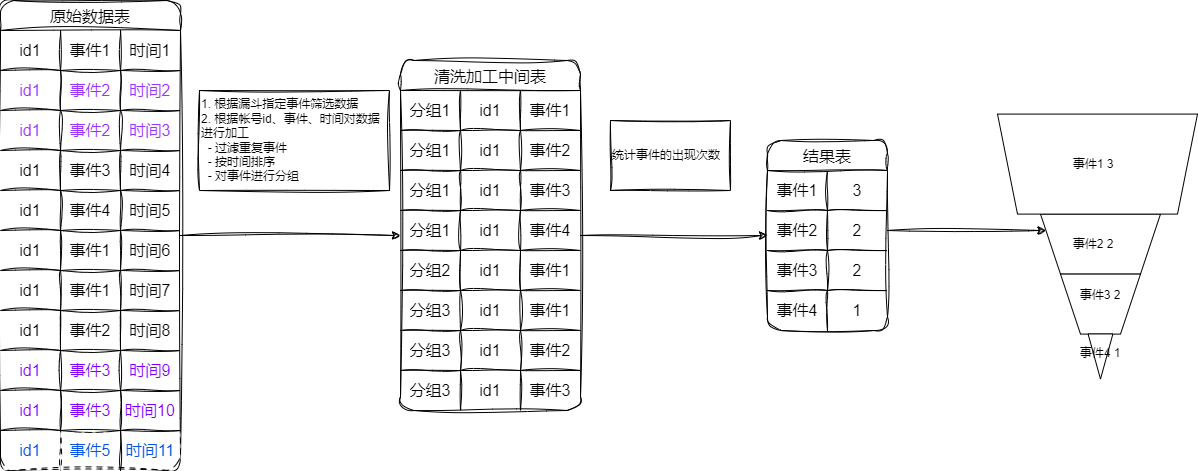 原始数据表
id1 事件1 时间1
id1 事件2 时间2
id1 事件2 时间3
id1 事件3 时间4
id1 事件4 时间5
id1 事件1 时间6
id1 事件1 时间7
id1 事件2 时间8
id1 事件3 时间9
id1 事件3 时间10
id1 事件5 时间11
1. 根据漏斗指定事件筛选数据
2. 根据帐号id、事件、时间对数据
进行加工
- 过滤重复事件
- 按时间排序
- 对事件进行分组
清洗加工中间表
分组1 id1 事件1
分组1 id1 事件2
分组1 id1 事件3
分组1 id1 事件4
分组2 id1 事件1
分组3 id1 事件1
分组3 id1 事件2
分组3 id1 事件3
统计事件的出现次数
结果表
事件1 3
事件2 2
事件3 2
事件4 1
事件1 3
事件2 2
事件3 2
事件4 1